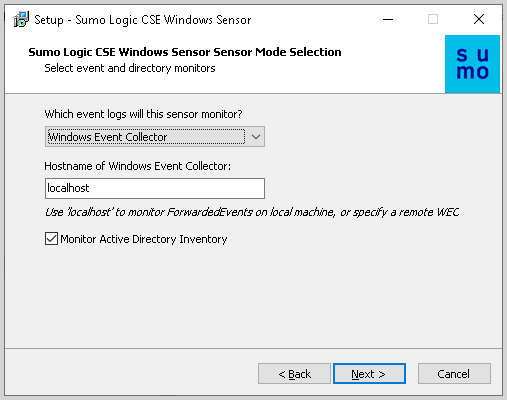 Setup - Sumo Logic CSE Windows Sensor
Sumo Logic CSE Windows Sensor Sensor Mode Selection
Select event and directory monitors
su
mo
Which event logs will this sensor monitor?
Windows Event Collector
Hostname of Windows Event Collector:
localhost
Use 'localhost' to monitor ForwardedEvents on local machine, or specify a remote WEC
Monitor Active Directory Inventory
< Back
Next >
Cancel